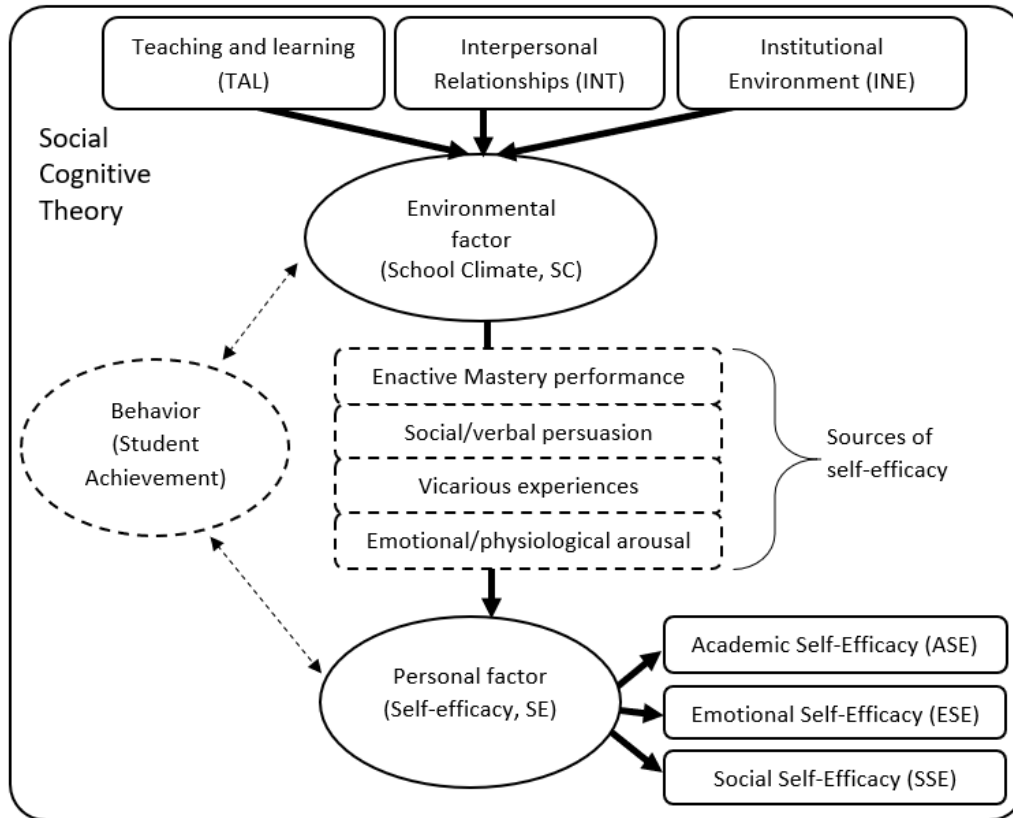 Teaching and learning
(TAL)
Interpersonal
Relationships (INT)
Institutional
Environment (INE)
Social
Cognitive
Theory
Environmental
factor
(School Climate, SC)
Enactive Mastery performance
Social/verbal persuasion
Vicarious experiences
Emotional/physiological arousal
Sources of
self-efficacy
Behavior
(Student
Achievement)
Personal factor
(Self-efficacy, SE)
Academic Self-Efficacy (ASE)
Emotional Self-Efficacy (ESE)
Social Self-Efficacy (SSE)